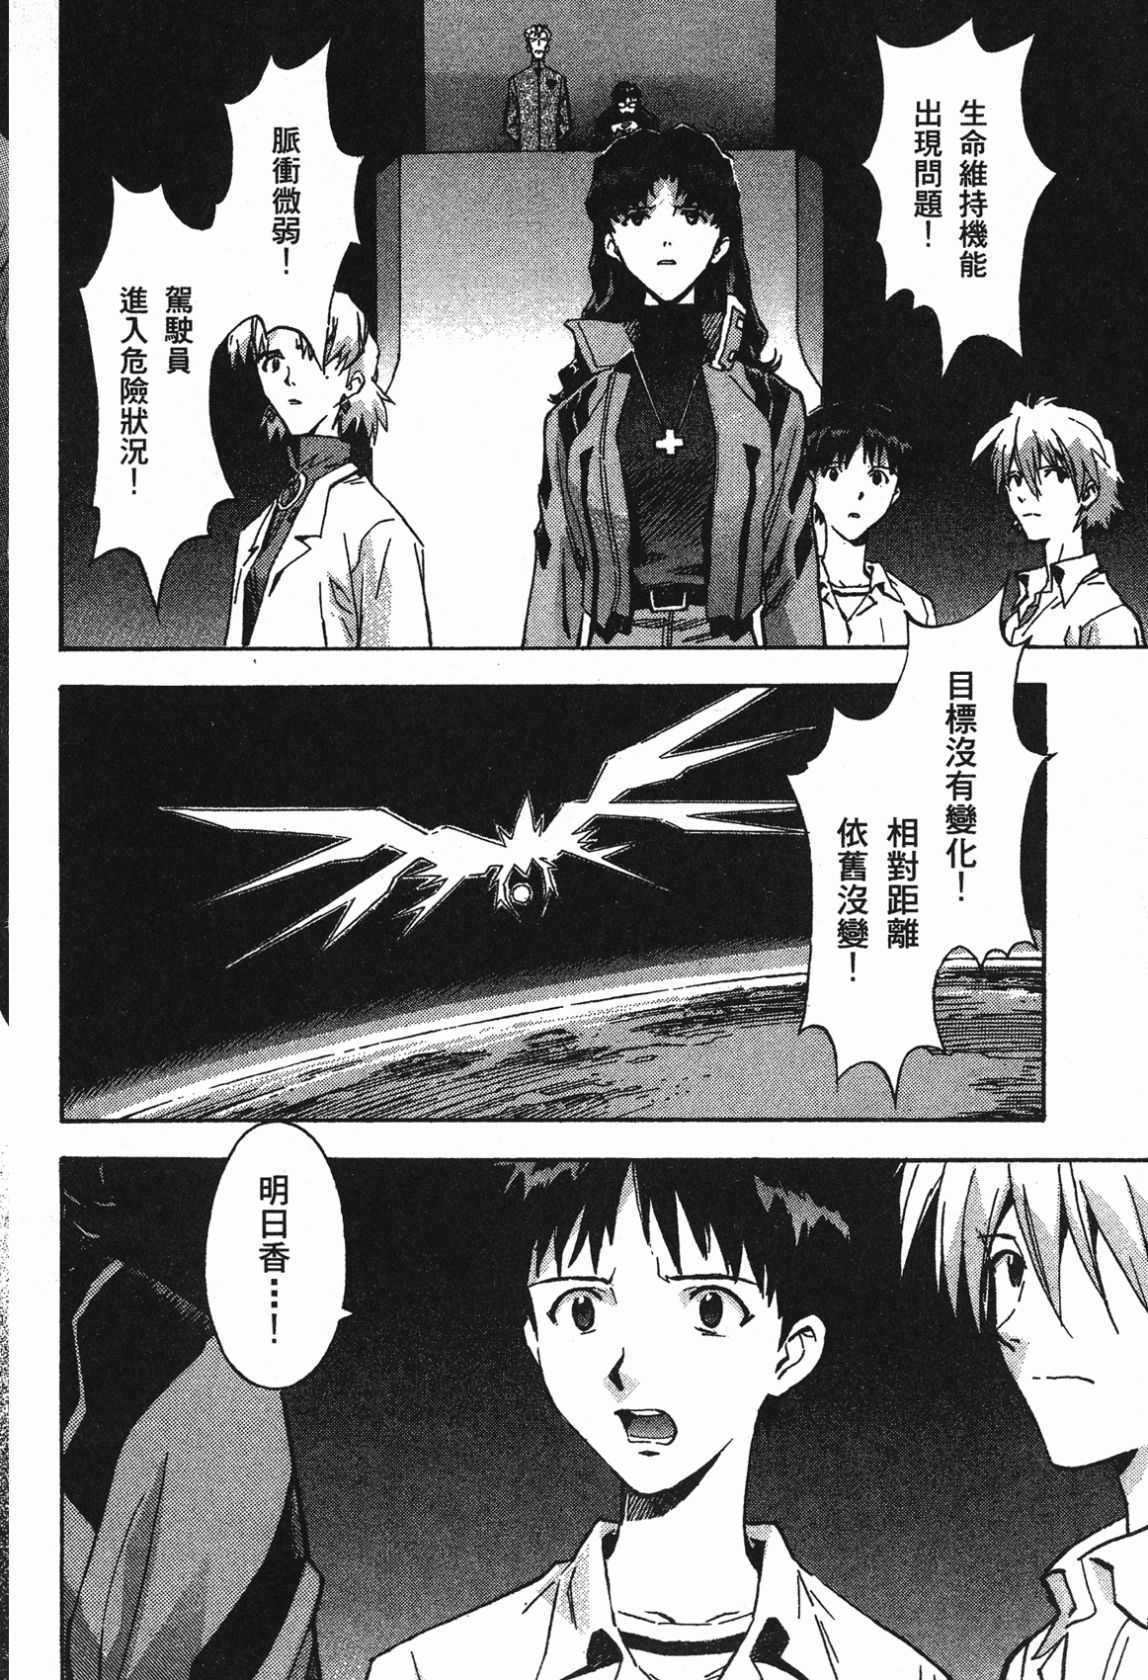 生命維持機能
出現問題！
脈衝微弱！
駕駛員
進入危險狀況！
目標沒有變化！
相對距離
依舊沒變！
明日香…！